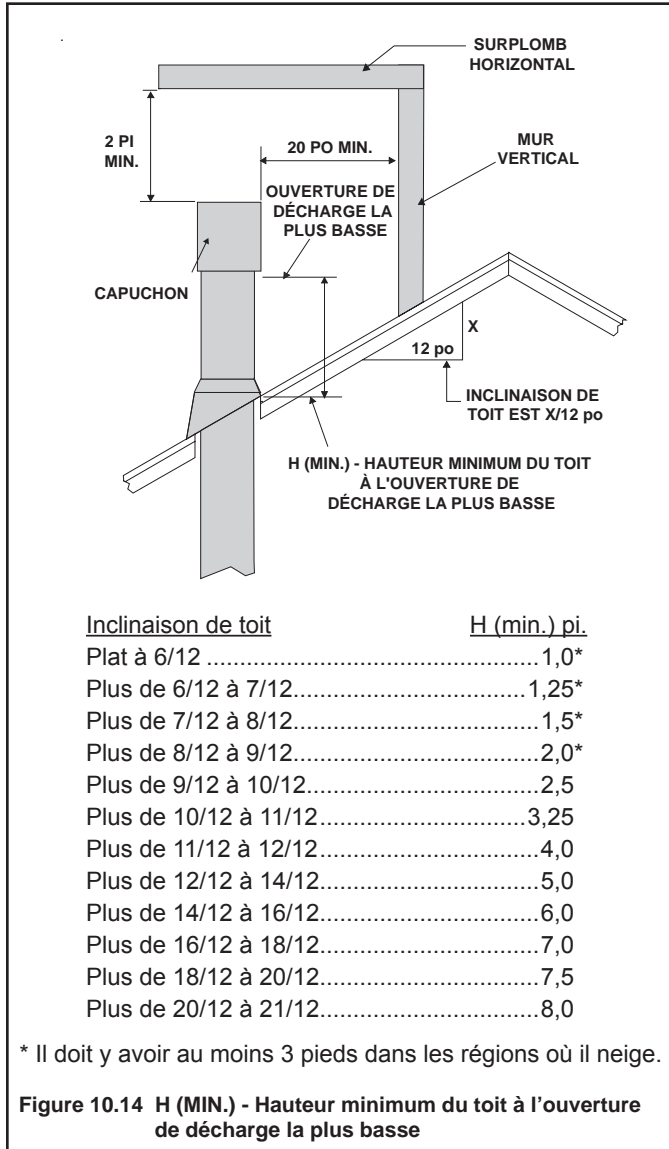 SURPLOMB
HORIZONTAL
2 PI
MIN.
20 PO MIN.
MUR
VERTICAL
OUVERTURE DE
DÉCHARGE LA
PLUS BASSE
CAPUCHON
X
12 po
INCLINAISON DE
TOIT EST X/12 po
H (MIN.) - HAUTEUR MINIMUM DU TOIT
À L'OUVERTURE DE
DÉCHARGE LA PLUS BASSE
Inclinaison de toit H (min.) pi.
Plat à 6/12 ..................................................1,0*
Plus de 6/12 à 7/12....................................1,25*
Plus de 7/12 à 8/12......................................1,5*
Plus de 8/12 à 9/12......................................2,0*
Plus de 9/12 à 10/12....................................2,5
Plus de 10/12 à 11/12................................3,25
Plus de 11/12 à 12/12..................................4,0
Plus de 12/12 à 14/12..................................5,0
Plus de 14/12 à 16/12..................................6,0
Plus de 16/12 à 18/12..................................7,0
Plus de 18/12 à 20/12..................................7,5
Plus de 20/12 à 21/12..................................8,0
* Il doit y avoir au moins 3 pieds dans les régions où il neige.
Figure 10.14 H (MIN.) - Hauteur minimum du toit à l’ouverture
de décharge la plus basse